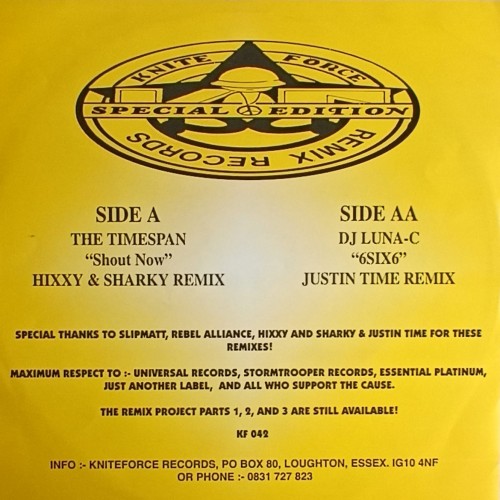 KNITE FORCE
SPECIAL EDITION
REMIX RECORDS
SIDE A
THE TIMESPAN
“Shout Now”
HIXXY & SHARKY REMIX
SIDE AA
DJ LUNA-C
“6SIX6”
JUSTIN TIME REMIX
SPECIAL THANKS TO SLIPMATT, REBEL ALLIANCE, HIXXY AND SHARKY & JUSTIN TIME FOR THESE
REMIXES!
MAXIMUM RESPECT TO :- UNIVERSAL RECORDS, STORMTROOPER RECORDS, ESSENTIAL PLATINUM,
JUST ANOTHER LABEL, AND ALL WHO SUPPORT THE CAUSE.
THE REMIX PROJECT PARTS 1, 2, AND 3 ARE STILL AVAILABLE!
KF 042
INFO :- KNITEFORCE RECORDS, PO BOX 80, LOUGHTON, ESSEX. IG10 4NF
OR PHONE :- 0831 727 823